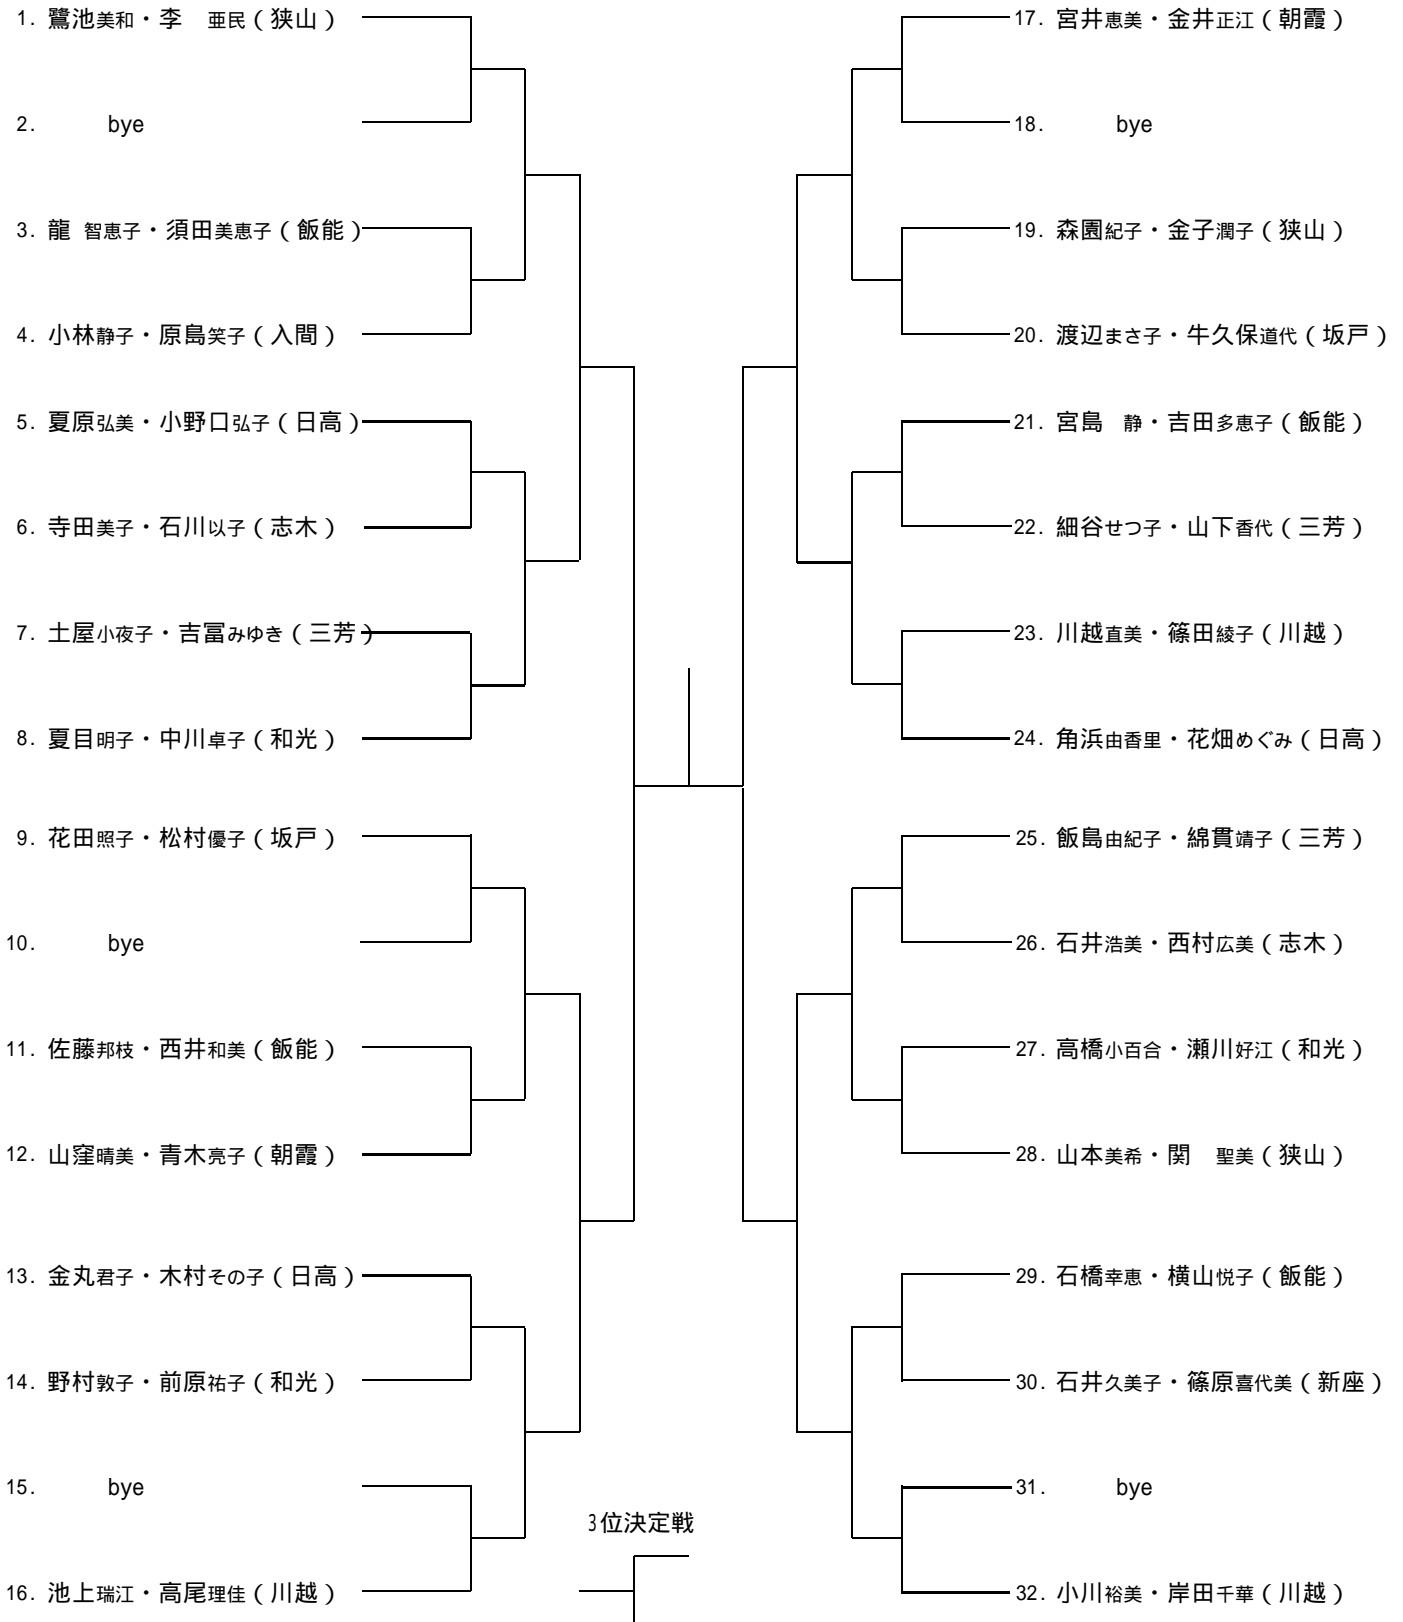 1. 鷺池美和・李　亜民（狭山）
2. bye
3. 龍 智恵子・須田美恵子（飯能）
4. 小林静子・原島笑子（入間）
5. 夏原弘美・小野口弘子（日高）
6. 寺田美子・石川以子（志木）
7. 土屋小夜子・吉冨みゆき（三芳）
8. 夏目明子・中川卓子（和光）
9. 花田照子・松村優子（坂戸）
10. bye
11. 佐藤邦枝・西井和美（飯能）
12. 山窪晴美・青木亮子（朝霞）
13. 金丸君子・木村その子（日高）
14. 野村敦子・前原祐子（和光）
15. bye
16. 池上瑞江・高尾理佳（川越）
3位決定戦
17. 宮井恵美・金井正江（朝霞）
18. bye
19. 森園紀子・金子潤子（狭山）
20. 渡辺まさ子・牛久保道代（坂戸）
21. 宮島　静・吉田多恵子（飯能）
22. 細谷せつ子・山下香代（三芳）
23. 川越直美・篠田綾子（川越）
24. 角浜由香里・花畑めぐみ（日高）
25. 飯島由紀子・綿貫靖子（三芳）
26. 石井浩美・西村広美（志木）
27. 高橋小百合・瀬川好江（和光）
28. 山本美希・関　聖美（狭山）
29. 石橋幸恵・横山悦子（飯能）
30. 石井久美子・篠原喜代美（新座）
31. bye
32. 小川裕美・岸田千華（川越）